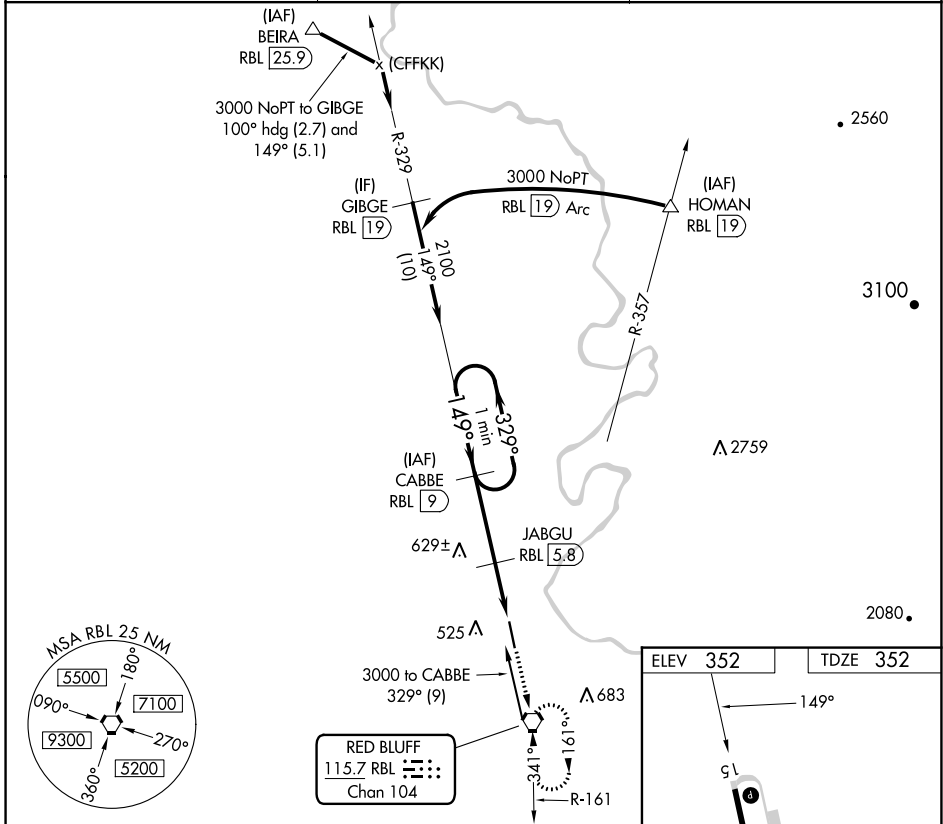 (IAF)
BEIRA
RBL 25.9
(CFFKK)
3000 NoPT to GIBGE
100° hdg (2.7) and
149° (5.1)
2560
R-329
3000 NoPT
RBL 19 Arc
(IAF)
HOMAN
RBL 19
(IF)
GIBGE
RBL 19
2100
149°
(10)
3100
R-357
149°
1 min
329°
2759
(IAF)
CABBE
RBL 9
JABGU
RBL 5.8
629±
2080
525
MSA RBL 25 NM
5500
180°
090°
7100
9300
270°
360°
5200
3000 to CABBE
329° (9)
683
RED BLUFF
115.7 RBL
Chan 104
341°
161°
R-161
ELEV 352
TDZE 352
149°
15
P